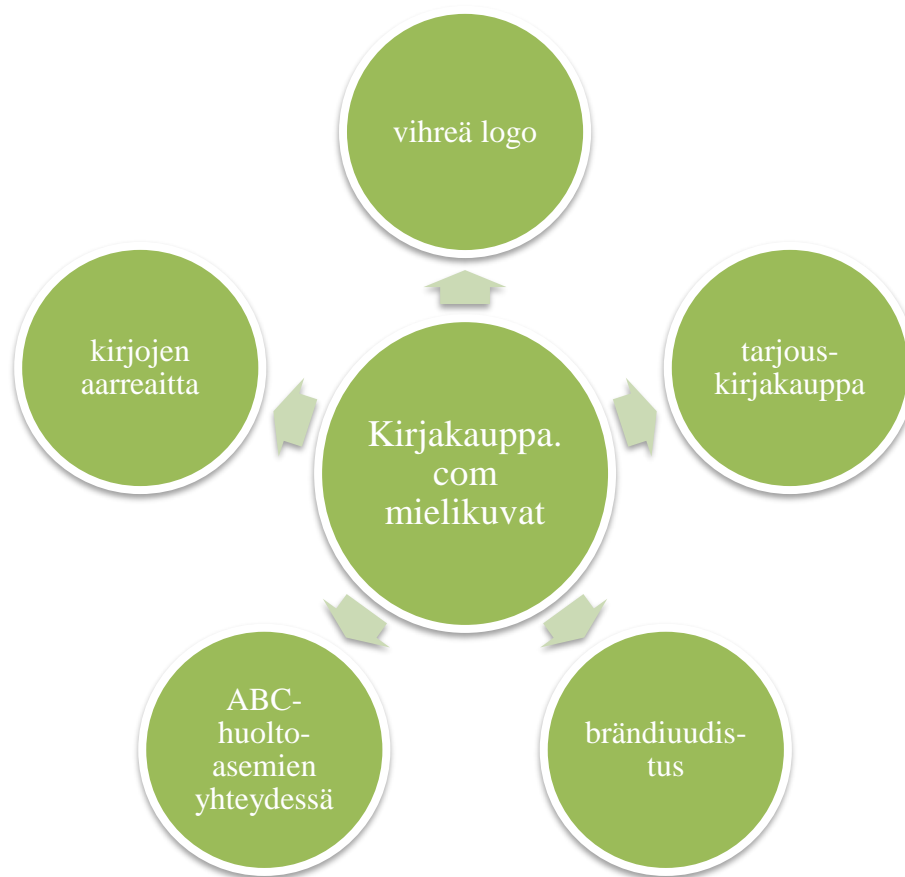 vihreä logo
kirjojen
aarreaitta
tarjous-
kirjakauppa
Kirjakauppa.
com
mielikuvat
ABC-
huolto-
asemien
yhteydessä
brändiuudis-
tus